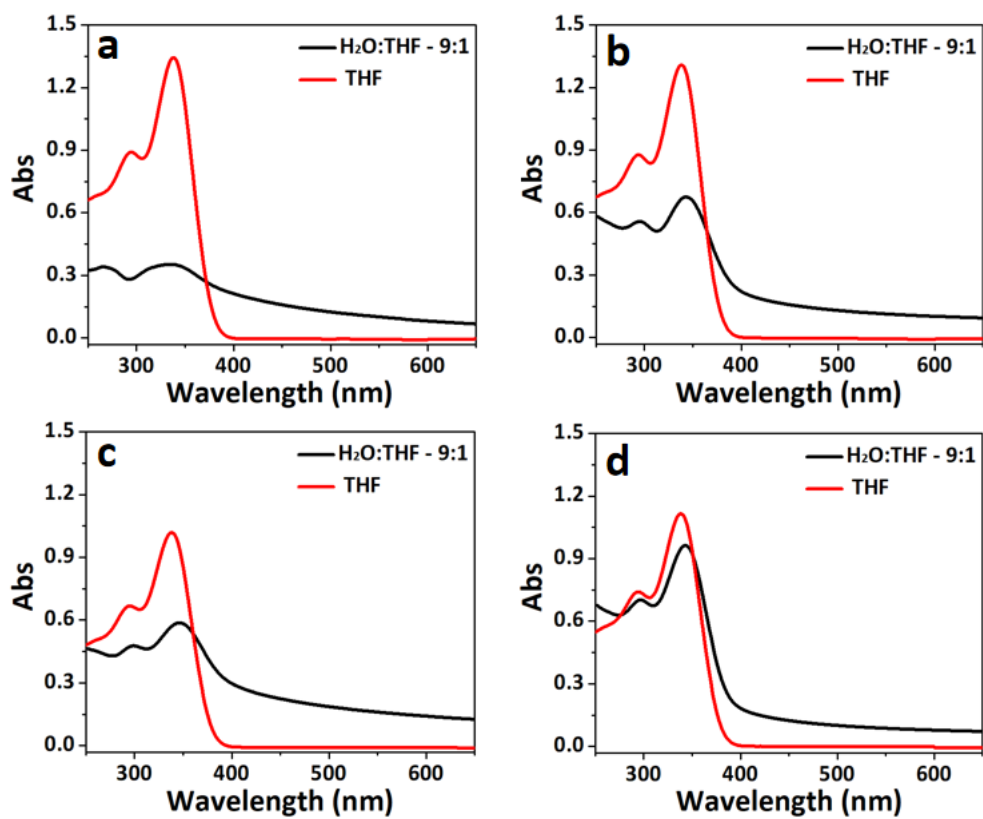 a
H₂O:THF - 9:1
THF
Abs
1.5
1.2
0.9
0.6
0.3
0.0
300 400 500 600
Wavelength (nm)
b
H₂O:THF - 9:1
THF
Abs
1.5
1.2
0.9
0.6
0.3
0.0
300 400 500 600
Wavelength (nm)
c
H₂O:THF - 9:1
THF
Abs
1.5
1.2
0.9
0.6
0.3
0.0
300 400 500 600
Wavelength (nm)
d
H₂O:THF - 9:1
THF
Abs
1.5
1.2
0.9
0.6
0.3
0.0
300 400 500 600
Wavelength (nm)